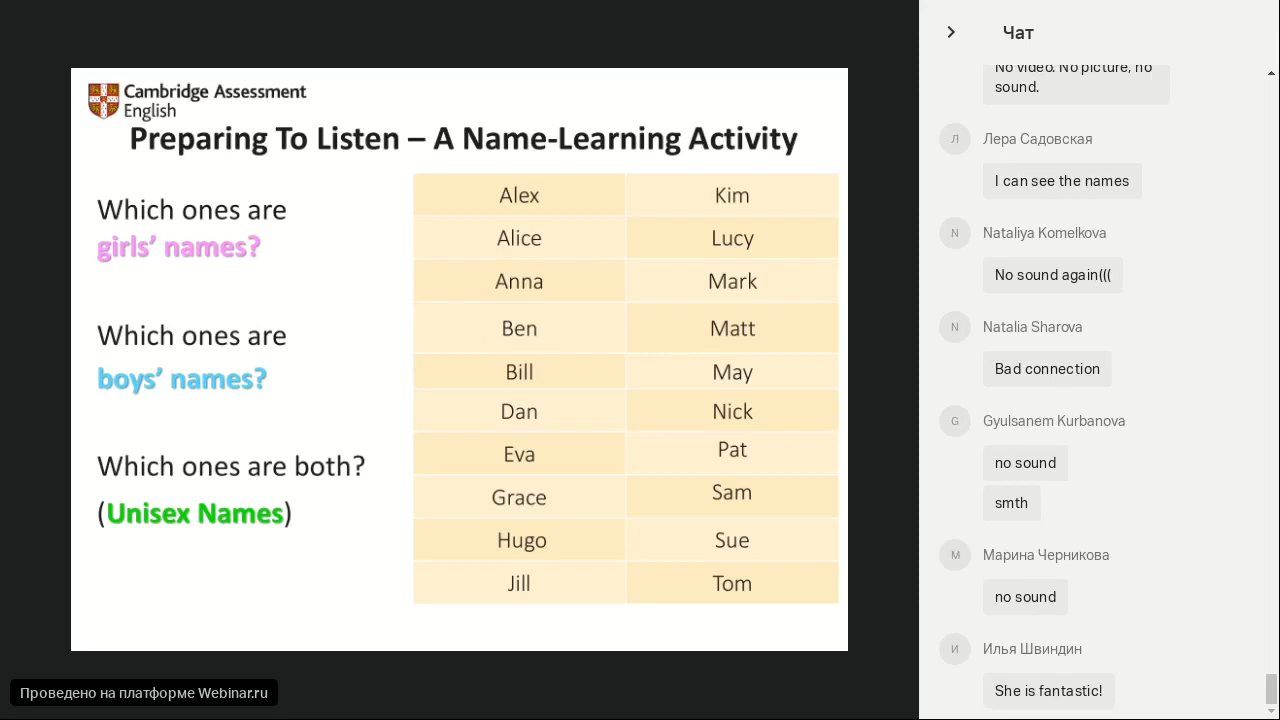 Cambridge Assessment
English
Preparing To Listen – A Name-Learning Activity
Which ones are
girls’ names?
Which ones are
boys’ names?
Which ones are both?
(Unisex Names)
Alex Kim
Alice Lucy
Anna Mark
Ben Matt
Bill May
Dan Nick
Eva Pat
Grace Sam
Hugo Sue
Jill Tom
Проведено на платформе Webinar.ru
Чат
No video. No picture, no
sound.
Л
Лера Садовская
I can see the names
N
Nataliya Komelkova
No sound again(((
N
Natalia Sharova
Bad connection
G
Gyulsanem Kurbanova
no sound
smth
М
Марина Черникова
no sound
И
Илья Швиндин
She is fantastic!